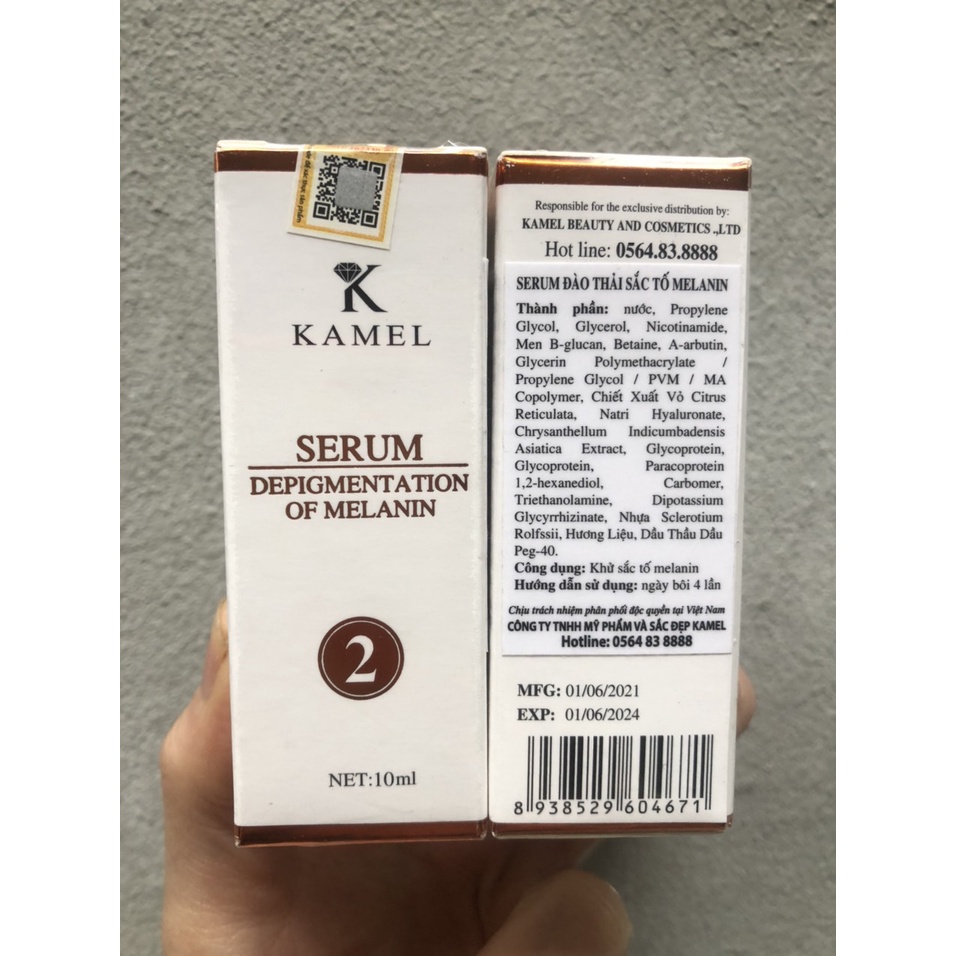 KAMEL
SERUM
DEPIGMENTATION
OF MELANIN
2
NET:10ml
Responsible for the exclusive distribution by:
KAMEL BEAUTY AND COSMETICS .,LTD
Hot line: 0564.83.8888
SERUM ĐÀO THẢI SẮC TỐ MELANIN
Thành phần: nước, Propylene
Glycol, Glycerol, Nicotinamide,
Men B-glucan, Betaine, A-arbutin,
Glycerin Polymethacrylate /
Propylene Glycol / PVM / MA
Copolymer, Chiết Xuất Vỏ Citrus
Reticulata, Natri Hyaluronate,
Chrysanthellum Indicumbadensis
Asiatica Extract, Glycoprotein,
Glycoprotein, Paracoprotein
1,2-hexanediol, Carbomer,
Triethanolamine, Dipotassium
Glycyrrhizinate, Nhựa Sclerotium
Rolfssii, Hương Liệu, Dầu Thầu Dầu
Peg-40.
Công dụng: Khử sắc tố melanin
Hướng dẫn sử dụng: ngày bôi 4 lần
Chịu trách nhiệm phân phối độc quyền tại Việt Nam
CÔNG TY TNHH MỸ PHẨM VÀ SẮC ĐẸP KAMEL
Hotline: 0564 83 8888
MFG: 01/06/2021
EXP: 01/06/2024
8 938529 604671